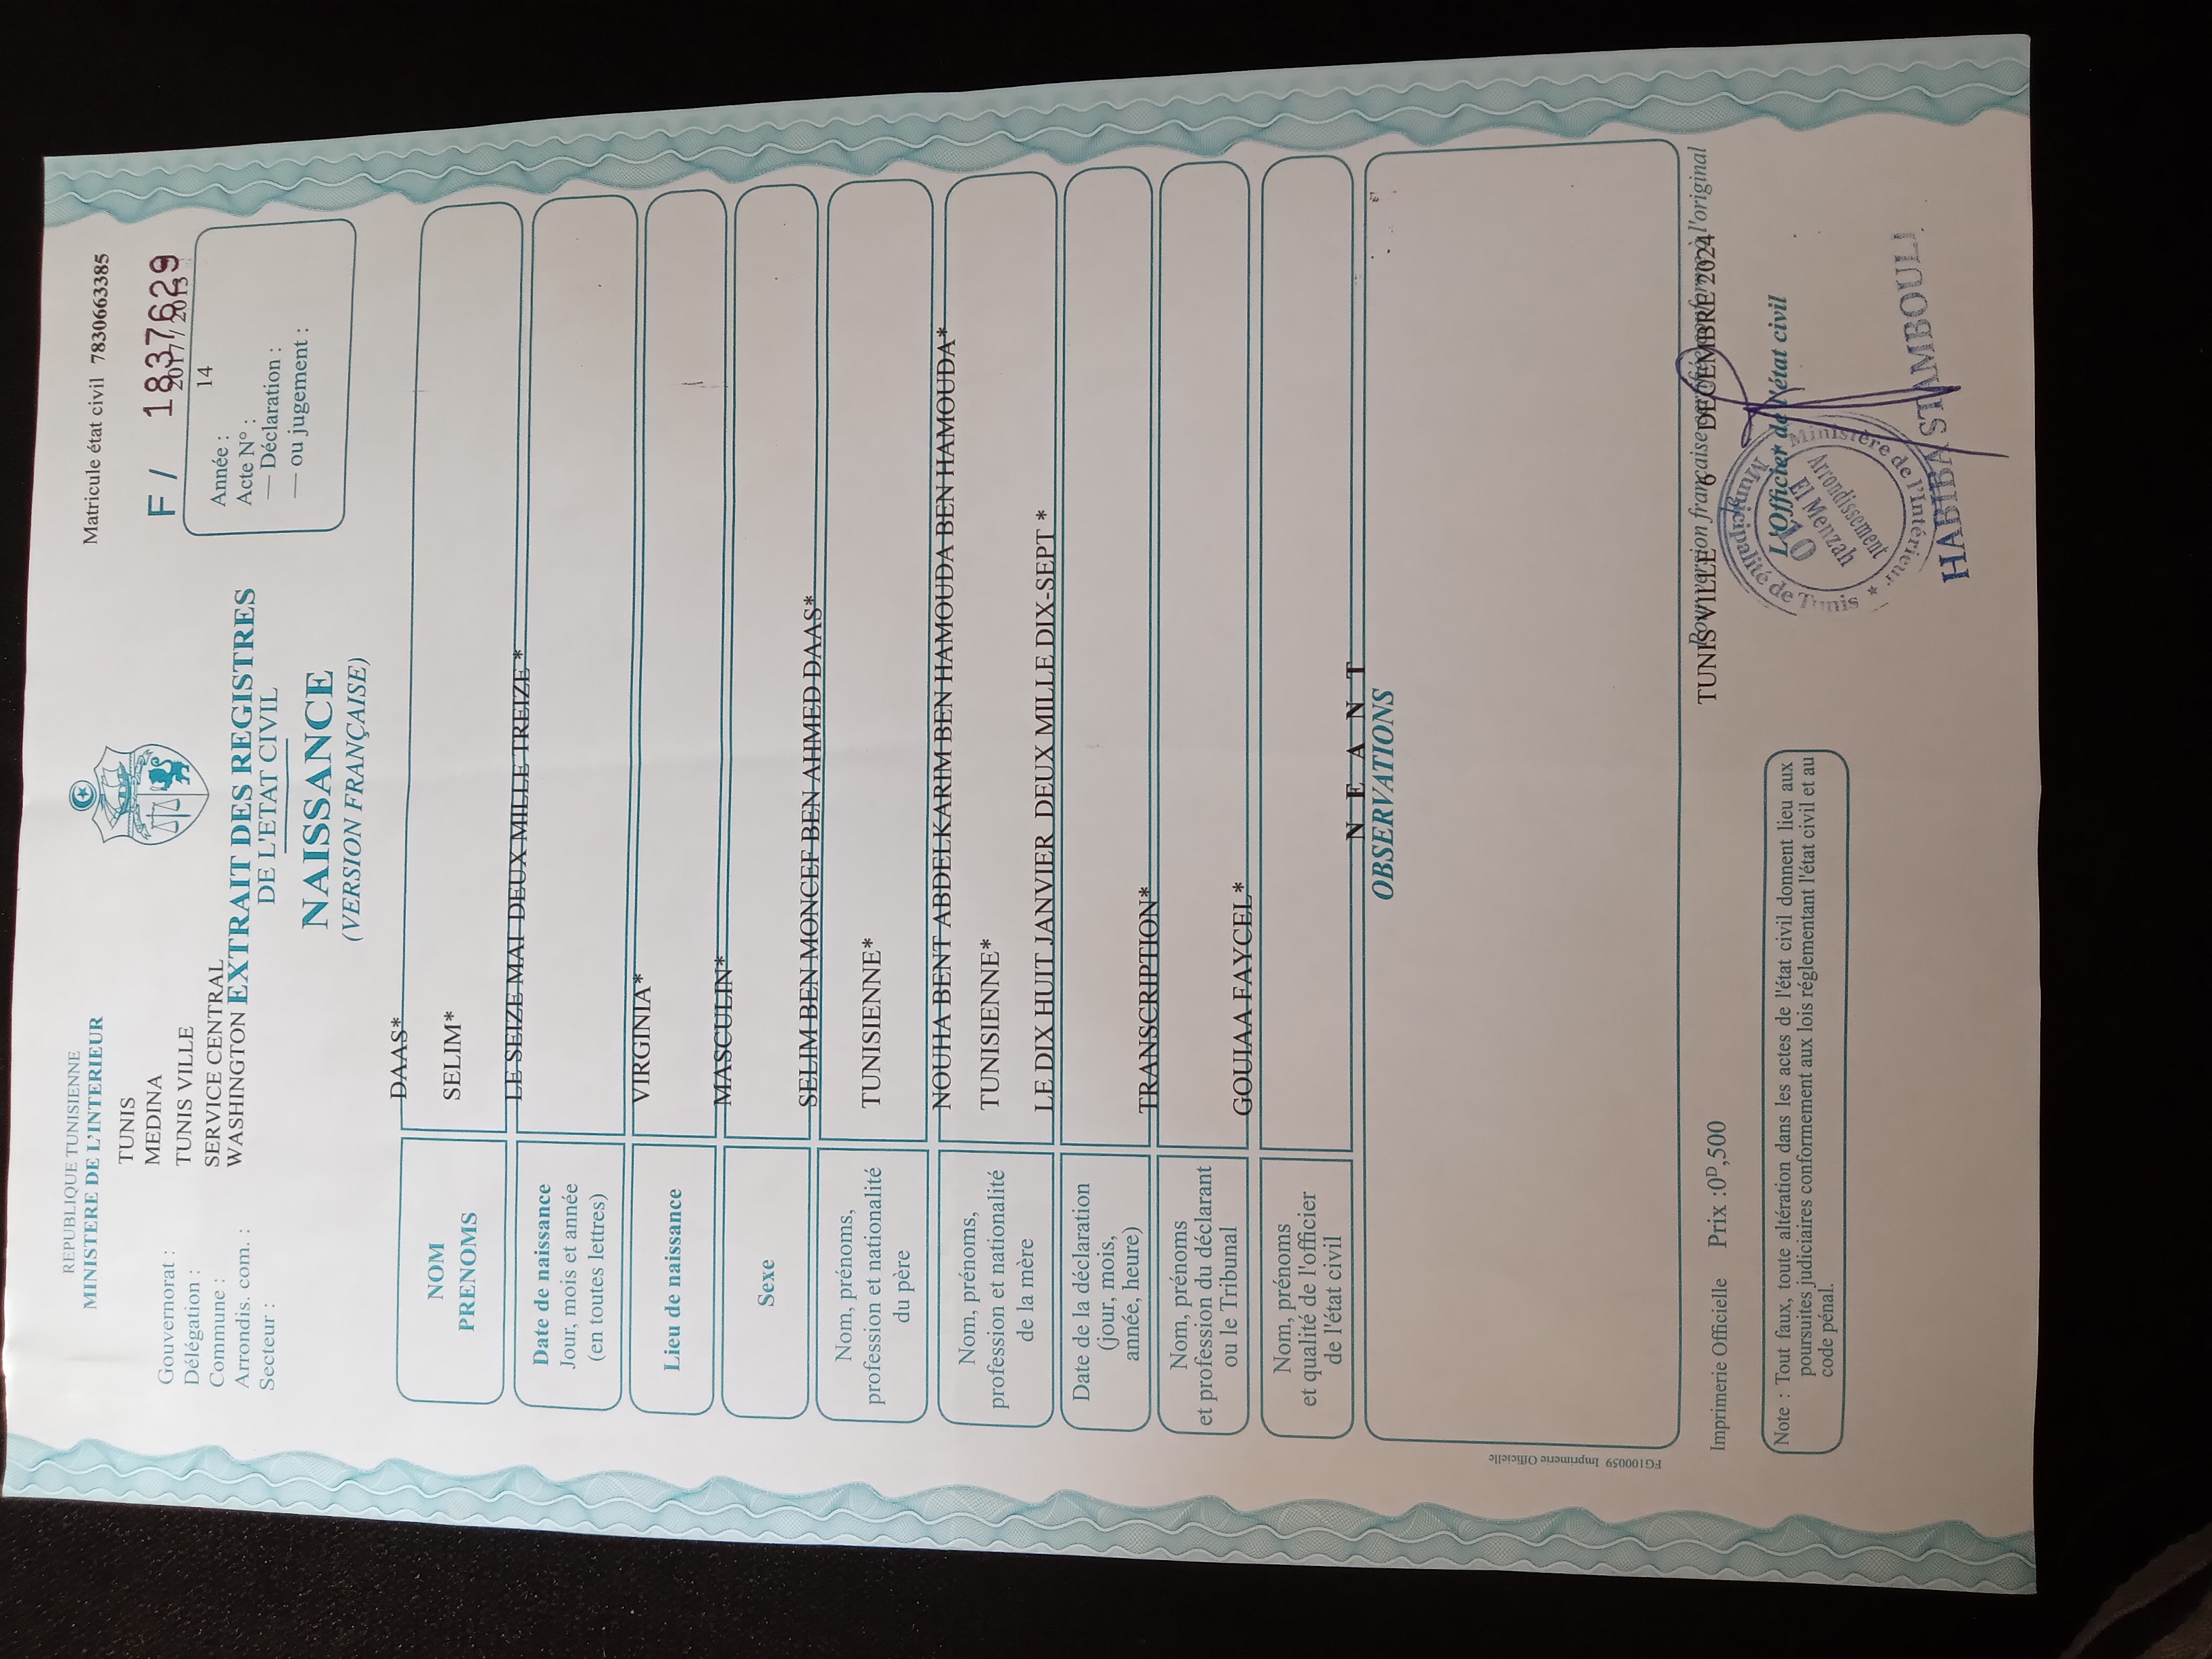 REPUBLIQUE TUNISIENNE
MINISTERE DE L'INTERIEUR
Gouvernorat : TUNIS
Délégation : MEDINA
Commune : TUNIS VILLE
Arrondis. com. : SERVICE CENTRAL
Secteur : WASHINGTON
Matricule état civil 7830663385
F / 1837629
Année : 2017/2013
Acte N° : 14
— Déclaration :
— ou jugement :
EXTRAIT DES REGISTRES
DE L'ETAT CIVIL
NAISSANCE
(VERSION FRANÇAISE)
NOM DAAS*
PRENOMS SELIM*
Date de naissance
Jour, mois et année
(en toutes lettres)
LE SEIZE MAI DEUX MILLE TREIZE *
Lieu de naissance
VIRGINIA*
Sexe
MASCULIN*
Nom, prénoms,
profession et nationalité
du père
SELIM BEN MONCEF BEN AHMED DAAS*
TUNISIENNE*
Nom, prénoms,
profession et nationalité
de la mère
NOUHA BENT ABDELKARIM BEN HAMOUDA BEN HAMOUDA*
TUNISIENNE*
Date de la déclaration
(jour, mois,
année, heure)
LE DIX HUIT JANVIER DEUX MILLE DIX-SEPT *
Nom, prénoms
et profession du déclarant
ou le Tribunal
TRANSCRIPTION*
Nom, prénoms
et qualité de l'officier
de l'état civil
GOUIAA FAYCEL*
N E A N T
OBSERVATIONS
FG100059 Imprimerie Officielle
Imprimerie Officielle Prix :0D,500
Pour version française certifiée conforme à l'original
TUNIS VILLE 6 DECEMBRE 2024
L'Officier de l'état civil
Ministère de l'Intérieur
Municipalité de Tunis
10
Arrondissement
El Menzah
HABIBA STAMBOULI
Note : Tout faux, toute altération dans les actes de l'état civil donnent lieu aux
poursuites judiciaires conformement aux lois réglementant l'état civil et au
code pénal.